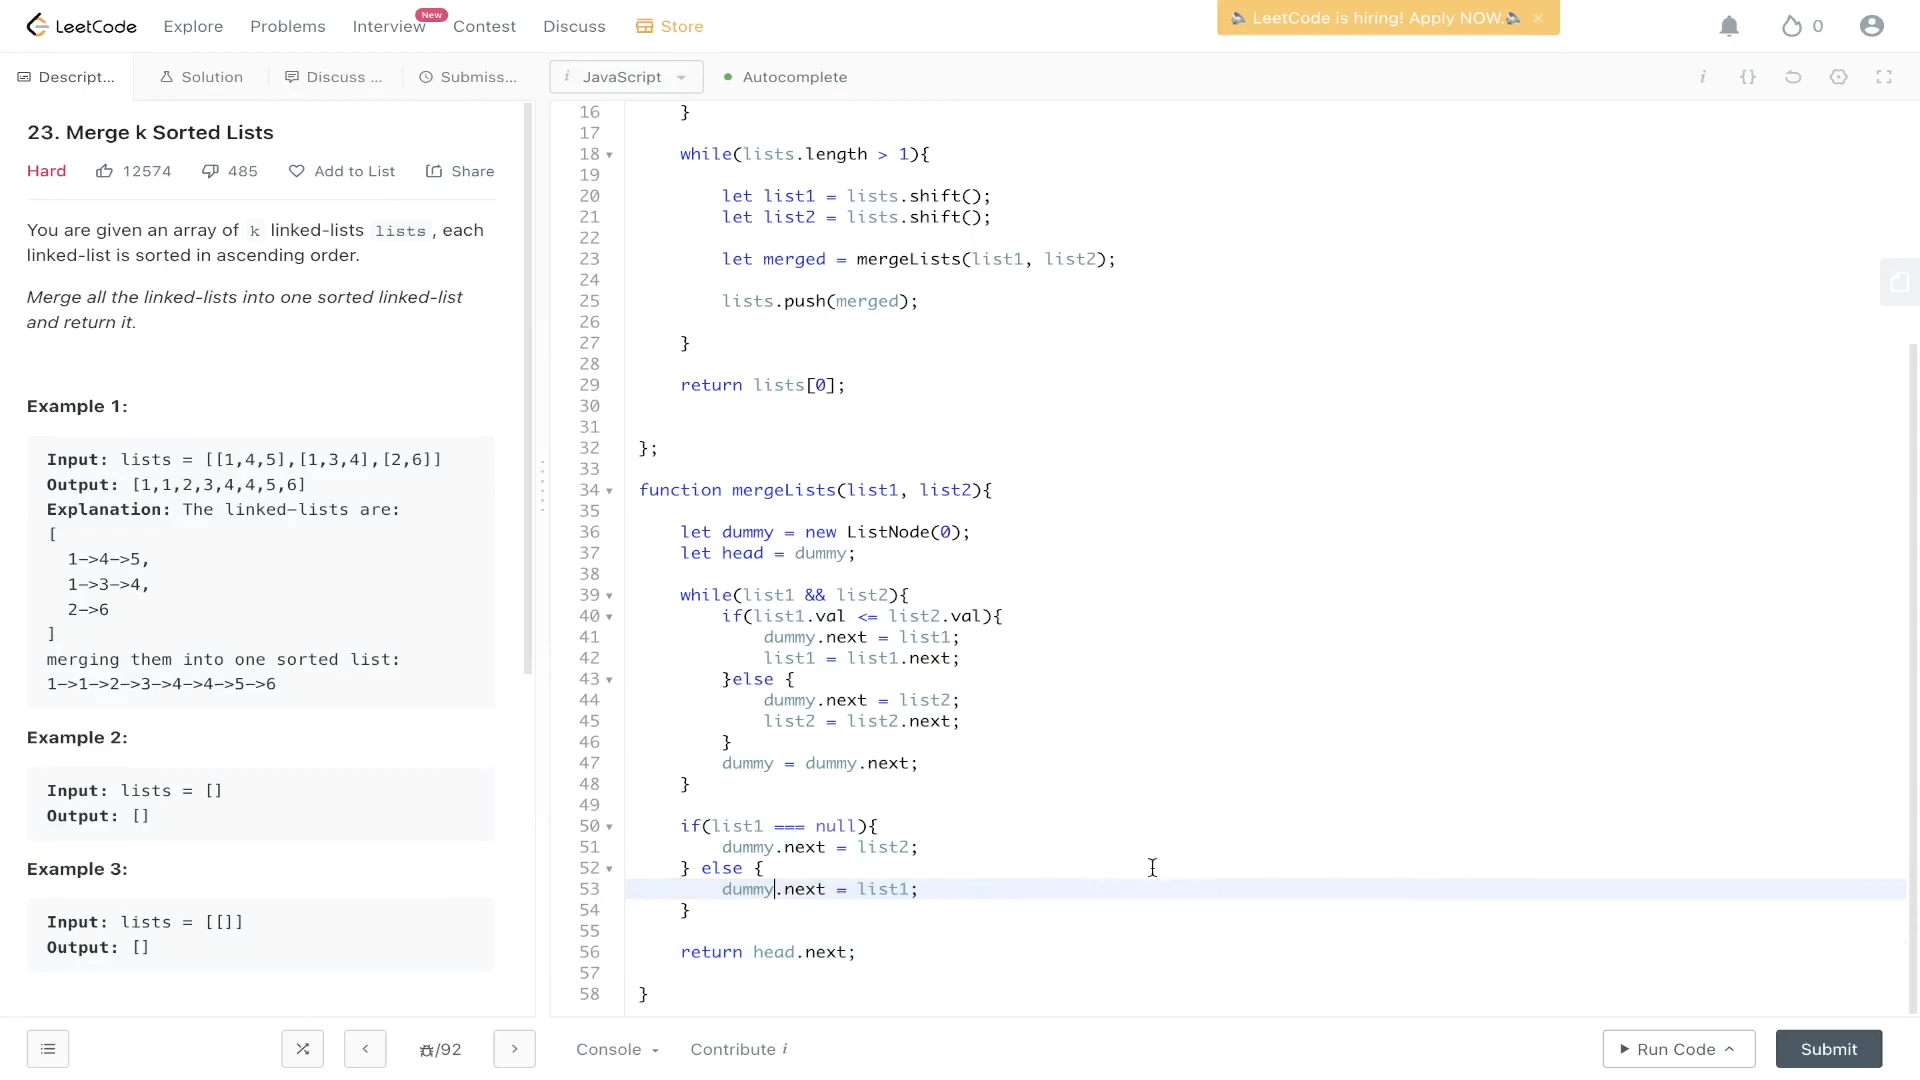 LeetCode
Explore
Problems
Interview
New
Contest
Discuss
Store
LeetCode is hiring! Apply NOW.
0
Descript...
Solution
Discuss ...
Submiss...
i JavaScript
Autocomplete
i {}
23. Merge k Sorted Lists
Hard 12574 485 Add to List Share
You are given an array of k linked-lists lists, each
linked-list is sorted in ascending order.
Merge all the linked-lists into one sorted linked-list
and return it.
Example 1:
Input: lists = [[1,4,5],[1,3,4],[2,6]]
Output: [1,1,2,3,4,4,5,6]
Explanation: The linked-lists are:
[
1->4->5,
1->3->4,
2->6
]
merging them into one sorted list:
1->1->2->3->4->4->5->6
Example 2:
Input: lists = []
Output: []
Example 3:
Input: lists = [[]]
Output: []
16 }
17
18 while(lists.length > 1){
19
20 let list1 = lists.shift();
21 let list2 = lists.shift();
22
23 let merged = mergeLists(list1, list2);
24
25 lists.push(merged);
26
27 }
28
29 return lists[0];
30
31
32 };
33
34 function mergeLists(list1, list2){
35
36 let dummy = new ListNode(0);
37 let head = dummy;
38
39 while(list1 && list2){
40 if(list1.val <= list2.val){
41 dummy.next = list1;
42 list1 = list1.next;
43 }else {
44 dummy.next = list2;
45 list2 = list2.next;
46 }
47 dummy = dummy.next;
48 }
49
50 if(list1 === null){
51 dummy.next = list2;
52 } else {
53 dummy.next = list1;
54 }
55
56 return head.next;
57
58 }
/92
Console
Contribute i
Run Code
Submit